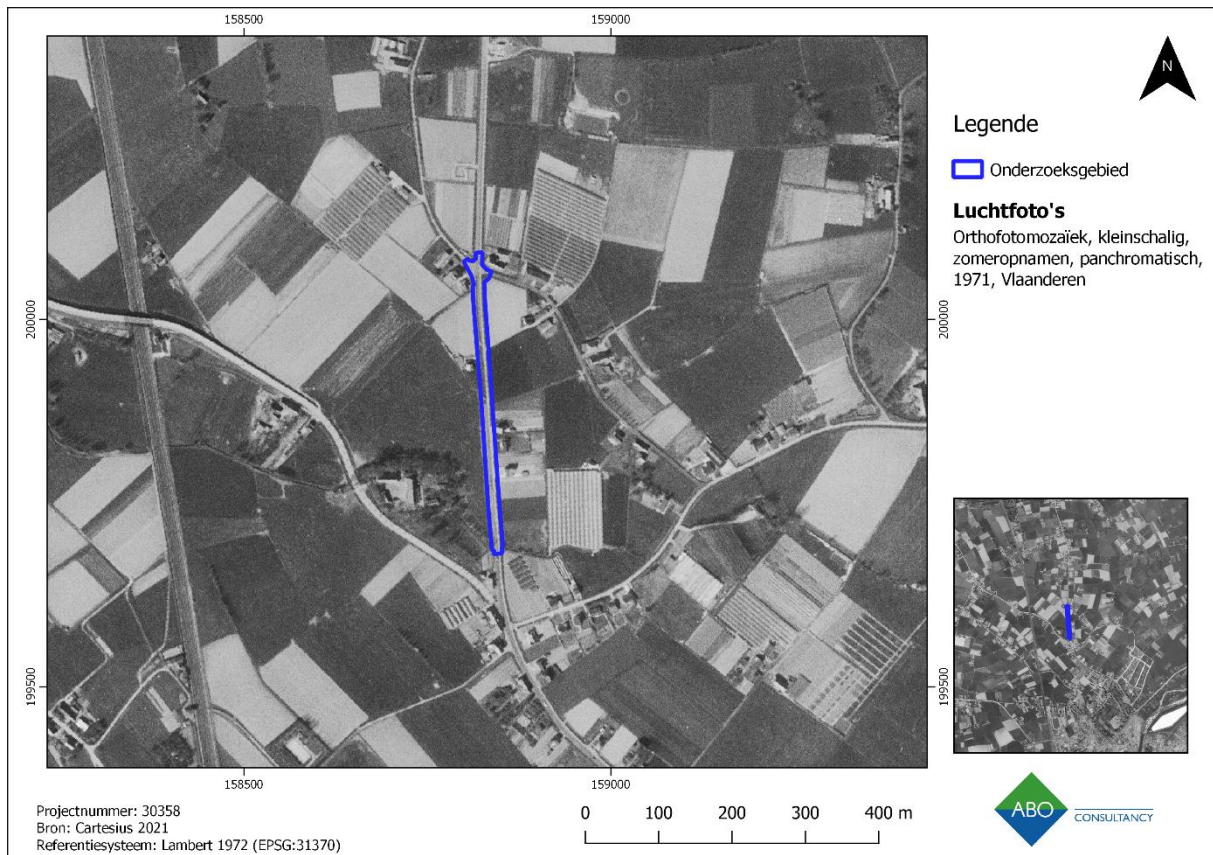 158500
159000
N
Legende
Onderzoeksgebied
Luchtfoto's
Orthofotomozaïek, kleinschalig,
zomeropnamen, panchromatisch,
1971, Vlaanderen
200000
200000
199500
199500
158500
159000
Projectnummer: 30358
Bron: Cartesius 2021
Referentiesysteem: Lambert 1972 (EPSG:31370)
0 100 200 300 400 m
ABO
CONSULTANCY